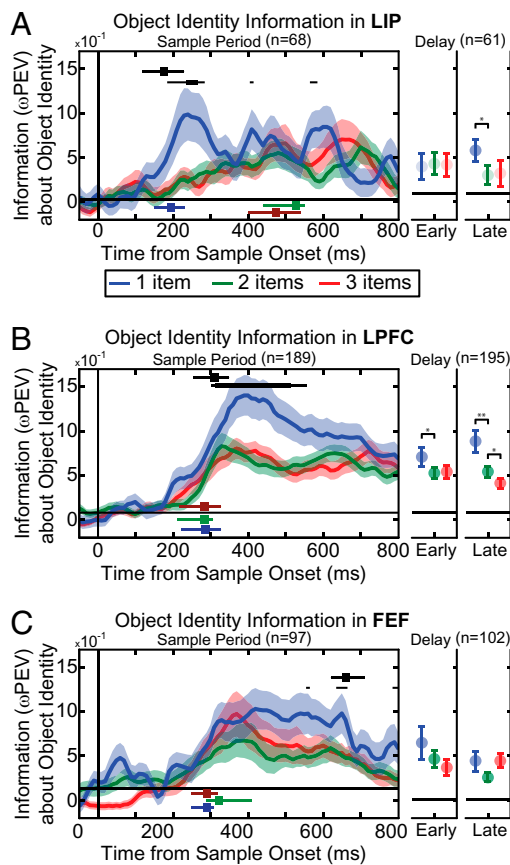 A
Object Identity Information in LIP
Sample Period (n=68)
Delay (n=61)
x10⁻¹
Information (ωPEV)
about Object Identity
15
10
5
0
*
0 200 400 600 800
Time from Sample Onset (ms)
Early Late
1 item 2 items 3 items
B
Object Identity Information in LPFC
Sample Period (n=189)
Delay (n=195)
x10⁻¹
Information (ωPEV)
about Object Identity
15
10
5
0
* ** *
0 200 400 600 800
Time from Sample Onset (ms)
Early Late
C
Object Identity Information in FEF
Sample Period (n=97)
Delay (n=102)
x10⁻¹
Information (ωPEV)
about Object Identity
15
10
5
0
0 200 400 600 800
Time from Sample Onset (ms)
Early Late